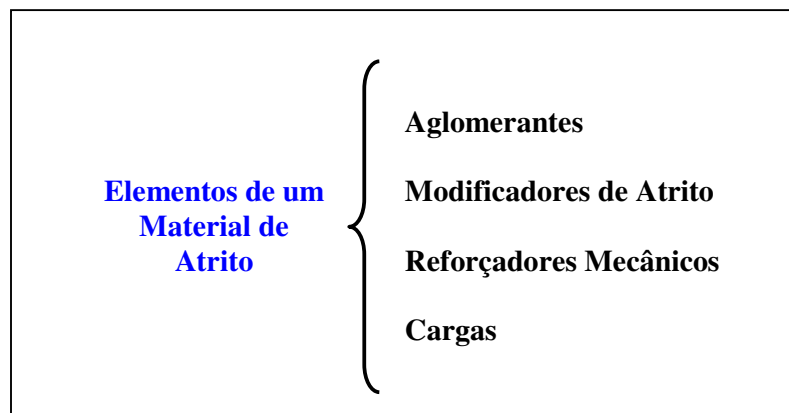 Elementos de um
Material de
Atrito
Aglomerantes
Modificadores de Atrito
Reforçadores Mecânicos
Cargas